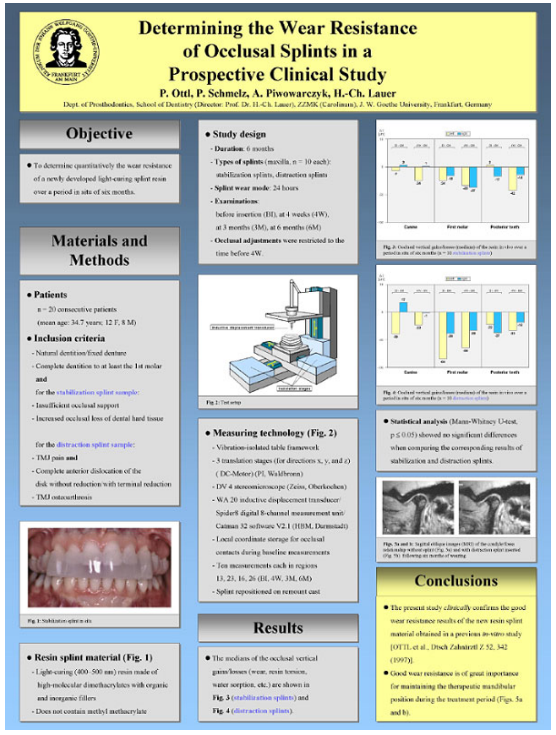 Determining the Wear Resistance
of Occlusal Splints in a
Prospective Clinical Study
P. Ottl, P. Schmelz, A. Piwowarczyk, H.-Ch. Lauer
Dept. of Prosthodontics, School of Dentistry (Director: Prof. Dr. H.-Ch. Lauer), ZZMK (Carolinum), J. W. Goethe University, Frankfurt, Germany
FRANKFURT
AM MAIN
Objective
● To determine quantitatively the wear resistance
of a newly developed light-curing splint resin
over a period in situ of six months.
Materials and
Methods
● Patients
n = 20 consecutive patients
(mean age: 34.7 years; 12 F, 8 M)
● Inclusion criteria
- Natural dentition/fixed denture
- Complete dentition to at least the 1st molar
and
for the stabilization splint sample:
- Insufficient occlusal support
- Increased occlusal loss of dental hard tissue
for the distraction splint sample:
- TMJ pain and
- Complete anterior dislocation of the
disk without reduction/with terminal reduction
- TMJ osteoarthrosis
Fig. 1: Stabilization splint in situ
● Resin splint material (Fig. 1)
- Light-curing (400–500 nm) resin made of
high-molecular dimethacrylates with organic
and inorganic fillers
- Does not contain methyl methacrylate
● Study design
- Duration: 6 months
- Types of splints (maxilla, n = 10 each):
stabilization splints, distraction splints
- Splint wear mode: 24 hours
- Examinations:
before insertion (BI), at 4 weeks (4W),
at 3 months (3M), at 6 months (6M)
- Occlusal adjustments were restricted to the
time before 4W.
Inductive displacement transducer
Translation stages
Fig. 2: Test setup
● Measuring technology (Fig. 2)
- Vibration-isolated table framework
- 3 translation stages (for directions x, y, and z)
( DC-Motor) (PI, Waldbronn)
- DV 4 stereomicroscope (Zeiss, Oberkochen)
- WA 20 inductive displacement transducer/
Spider8 digital 8-channel measurement unit/
Catman 32 software V2.1 (HBM, Darmstadt)
- Local coordinate storage for occlusal
contacts during baseline measurements
- Ten measurements each in regions
13, 23, 16, 26 (BI, 4W, 3M, 6M)
- Splint repositioned on remount cast
Results
● The medians of the occlusal vertical
gains/losses (wear, resin torsion,
water sorption, etc.) are shown in
Fig. 3 (stabilization splints) and
Fig. 4 (distraction splints).
Canine First molar Posterior teeth
Fig. 3: Occlusal vertical gains/losses (medians) of the resin in vivo over a
period in situ of six months (n = 10 stabilization splints)
Canine First molar Posterior teeth
Fig. 4: Occlusal vertical gains/losses (medians) of the resin in vivo over a
period in situ of six months (n = 10 distraction splints)
● Statistical analysis (Mann-Whitney U-test,
p ≤ 0.05) showed no significant differences
when comparing the corresponding results of
stabilization and distraction splints.
Figs. 5a and b: Sagittal oblique images (MRI) of the condyle/fossa
relationship without splint (Fig. 5a) and with distraction splint inserted
(Fig. 5b) following six months of wearing
Conclusions
● The present study clinically confirms the good
wear resistance results of the new resin splint
material obtained in a previous in-vitro study
[OTTL et al., Dtsch Zahnärztl Z 52, 342
(1997)].
● Good wear resistance is of great importance
for maintaining the therapeutic mandibular
position during the treatment period (Figs. 5a
and b).